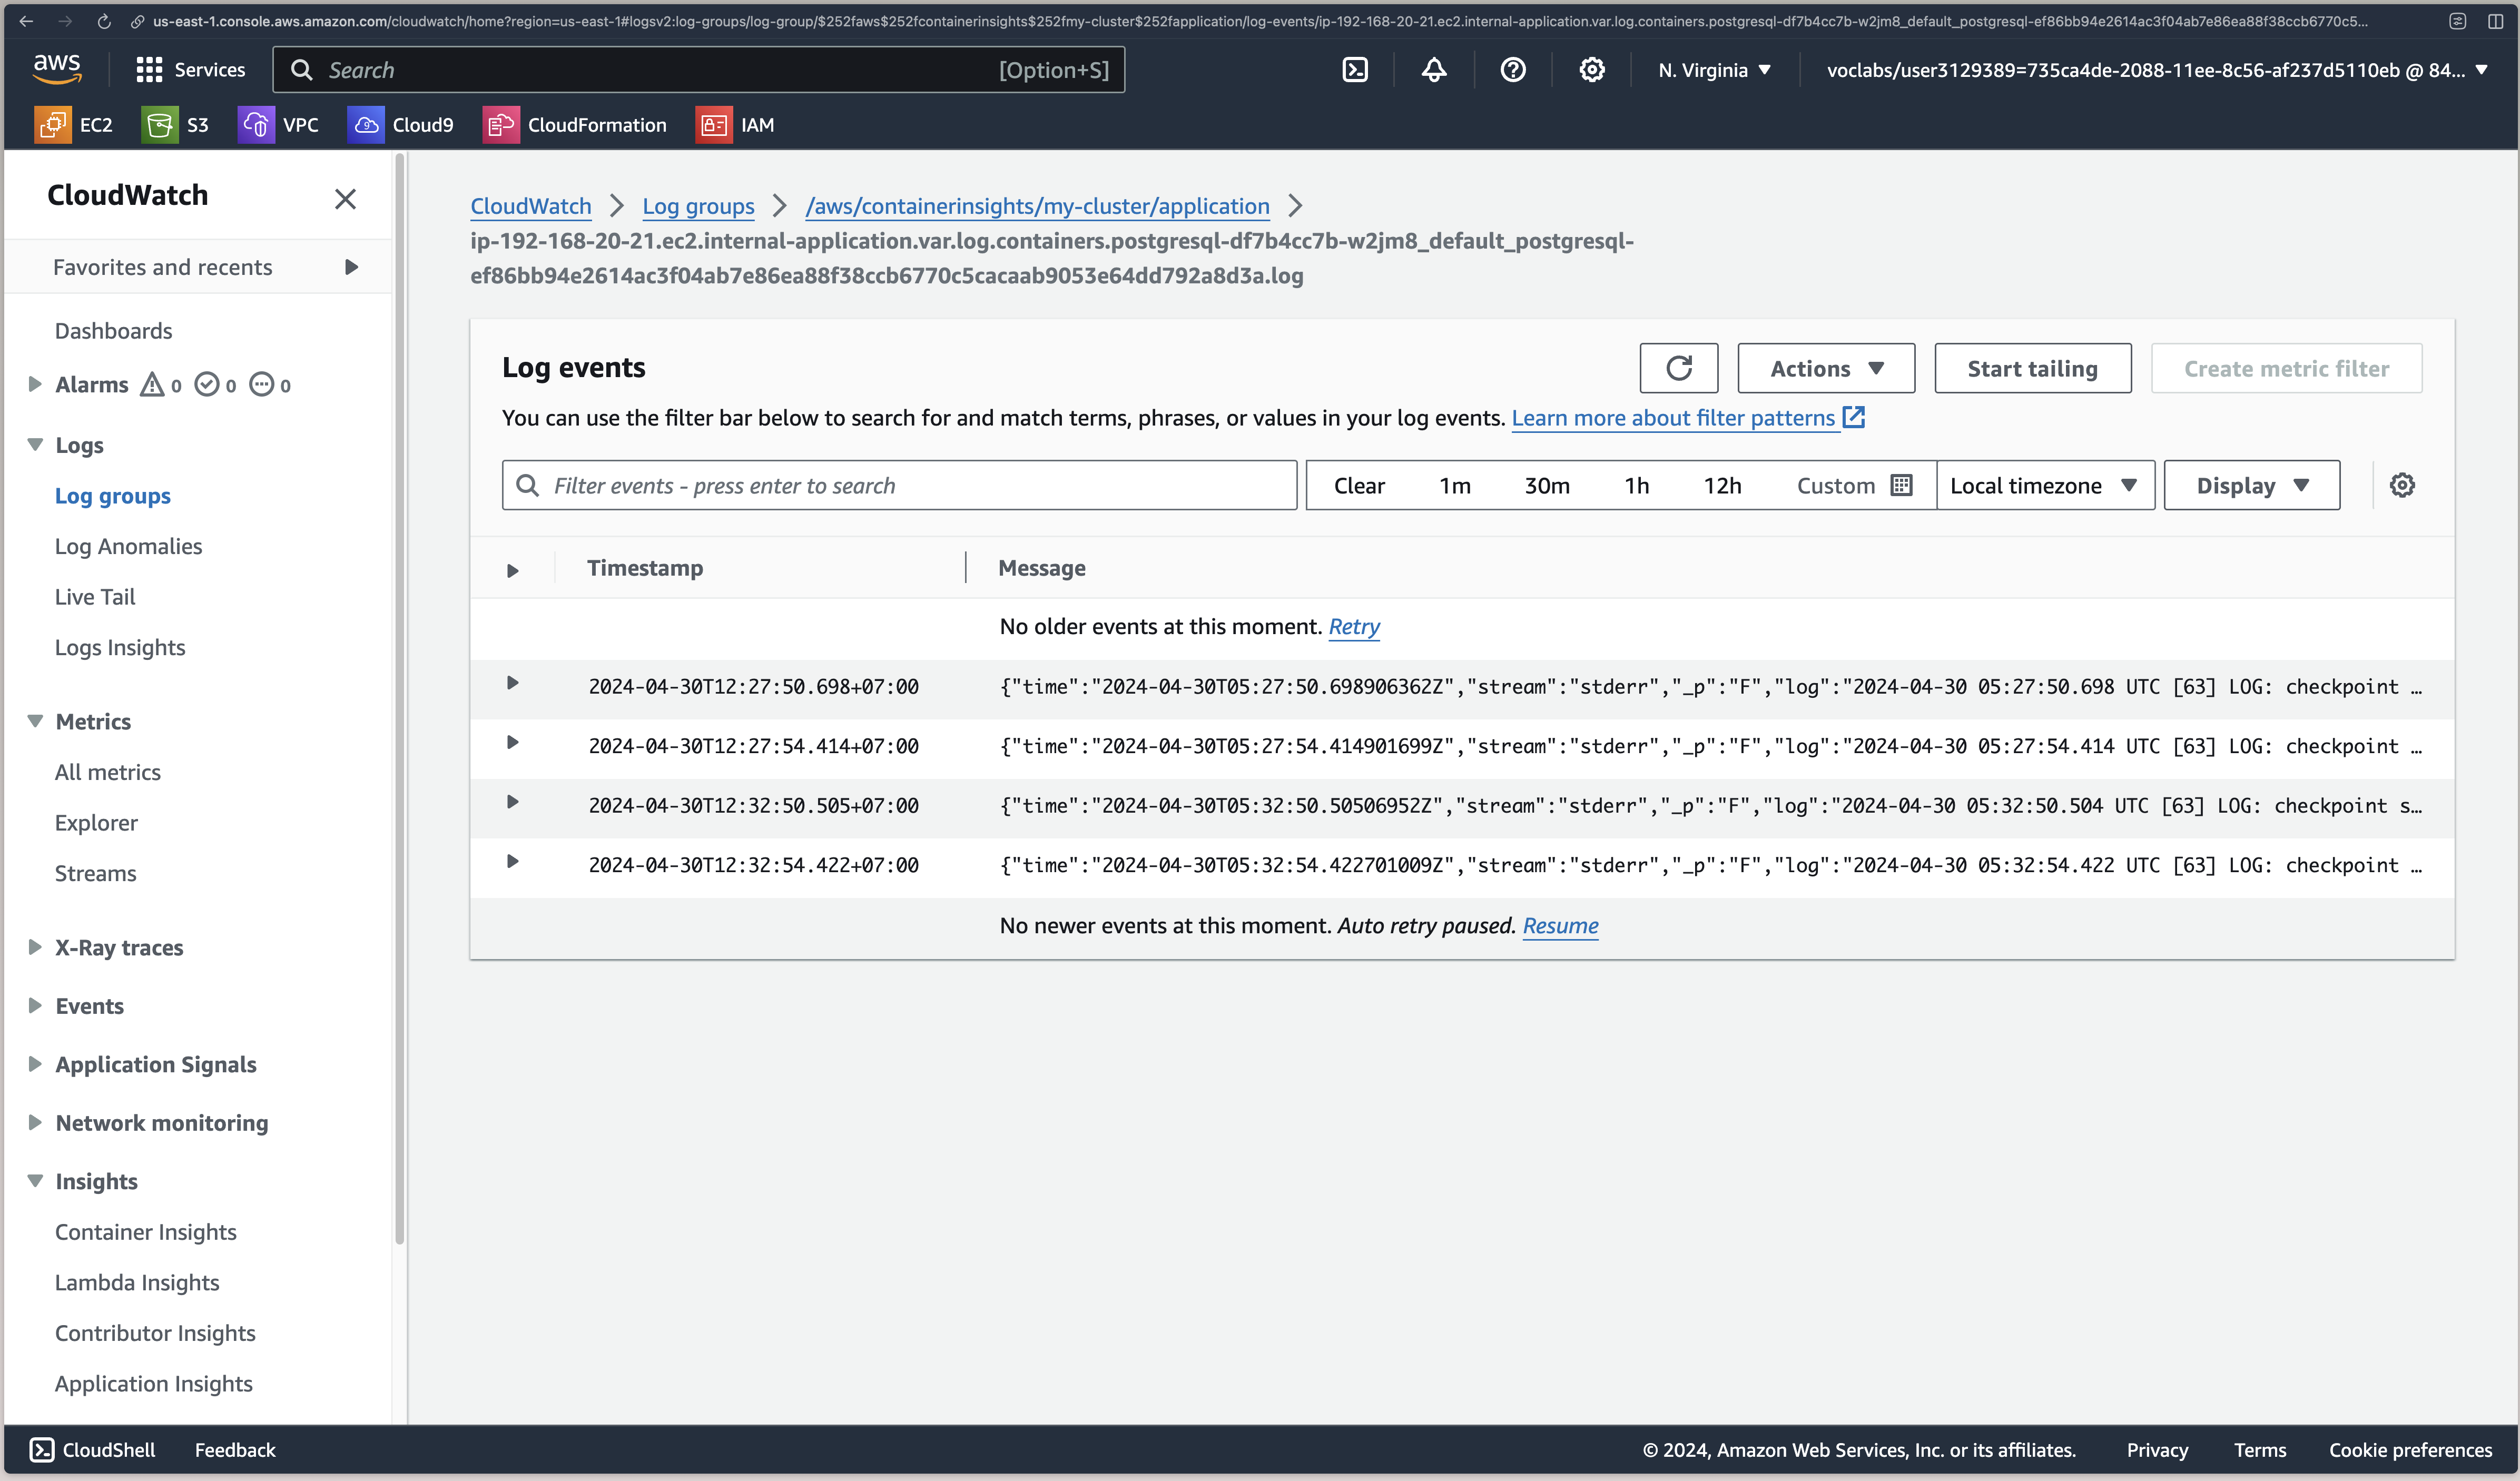 us-east-1.console.aws.amazon.com/cloudwatch/home?region=us-east-1#logsv2:log-groups/log-group/$252faws$252fcontainerinsights$252fmy-cluster$252fapplication/log-events/ip-192-168-20-21.ec2.internal-application.var.log.containers.postgresql-df7b4cc7b-w2jm8_default_postgresql-ef86bb94e2614ac3f04ab7e86ea88f38ccb6770c5...
aws Services Search [Option+S] N. Virginia voclabs/user3129389=735ca4de-2088-11ee-8c56-af237d5110eb @ 84...
EC2 S3 VPC Cloud9 CloudFormation IAM
CloudWatch
Favorites and recents
Dashboards
Alarms 0 0 0
Logs
Log groups
Log Anomalies
Live Tail
Logs Insights
Metrics
All metrics
Explorer
Streams
X-Ray traces
Events
Application Signals
Network monitoring
Insights
Container Insights
Lambda Insights
Contributor Insights
Application Insights
CloudWatch Log groups /aws/containerinsights/my-cluster/application
ip-192-168-20-21.ec2.internal-application.var.log.containers.postgresql-df7b4cc7b-w2jm8_default_postgresql-
ef86bb94e2614ac3f04ab7e86ea88f38ccb6770c5cacaab9053e64dd792a8d3a.log
Log events
Actions Start tailing Create metric filter
You can use the filter bar below to search for and match terms, phrases, or values in your log events. Learn more about filter patterns
Filter events - press enter to search Clear 1m 30m 1h 12h Custom Local timezone Display
Timestamp Message
No older events at this moment. Retry
2024-04-30T12:27:50.698+07:00 {"time":"2024-04-30T05:27:50.698906362Z","stream":"stderr","_p":"F","log":"2024-04-30 05:27:50.698 UTC [63] LOG: checkpoint …
2024-04-30T12:27:54.414+07:00 {"time":"2024-04-30T05:27:54.414901699Z","stream":"stderr","_p":"F","log":"2024-04-30 05:27:54.414 UTC [63] LOG: checkpoint …
2024-04-30T12:32:50.505+07:00 {"time":"2024-04-30T05:32:50.50506952Z","stream":"stderr","_p":"F","log":"2024-04-30 05:32:50.504 UTC [63] LOG: checkpoint s…
2024-04-30T12:32:54.422+07:00 {"time":"2024-04-30T05:32:54.422701009Z","stream":"stderr","_p":"F","log":"2024-04-30 05:32:54.422 UTC [63] LOG: checkpoint …
No newer events at this moment. Auto retry paused. Resume
CloudShell Feedback © 2024, Amazon Web Services, Inc. or its affiliates. Privacy Terms Cookie preferences